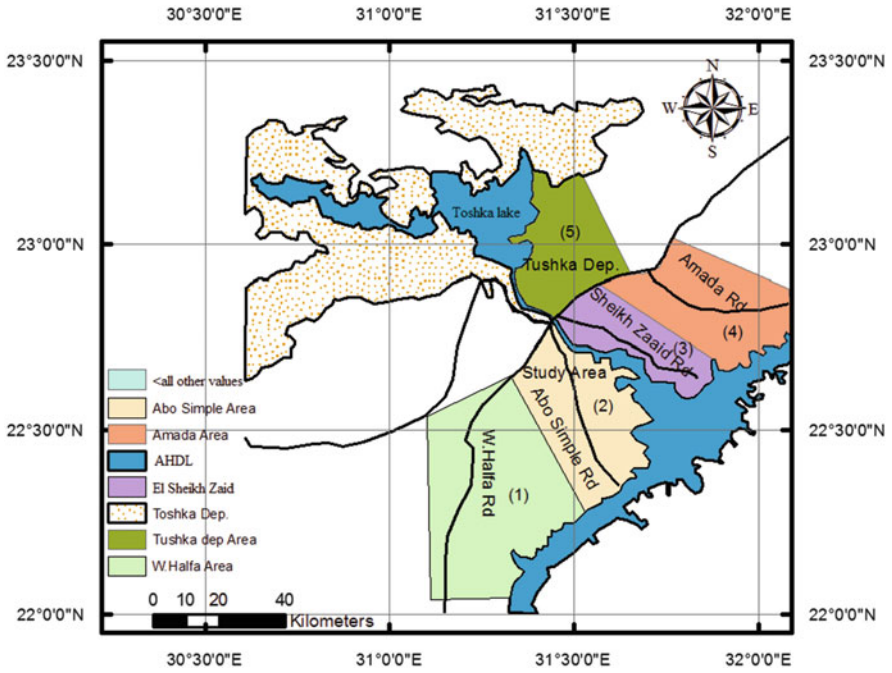 30°30'0"E 31°0'0"E 31°30'0"E 32°0'0"E
23°30'0"N 23°30'0"N
N
W E
S
Toshka lake
(5)
23°0'0"N 23°0'0"N
Tushka Dep.
Amada Rd
Sheikh Zaaid Rd
(4)
(3)
Study Area
(2)
Abo Simple Rd
22°30'0"N 22°30'0"N
W.Halfa Rd
(1)
<all other values
Abo Simple Area
Amada Area
AHDL
El Sheikh Zaid
Toshka Dep.
Tushka dep Area
W.Halfa Area
22°0'0"N 22°0'0"N
0 10 20 40
Kilometers
30°30'0"E 31°0'0"E 31°30'0"E 32°0'0"E